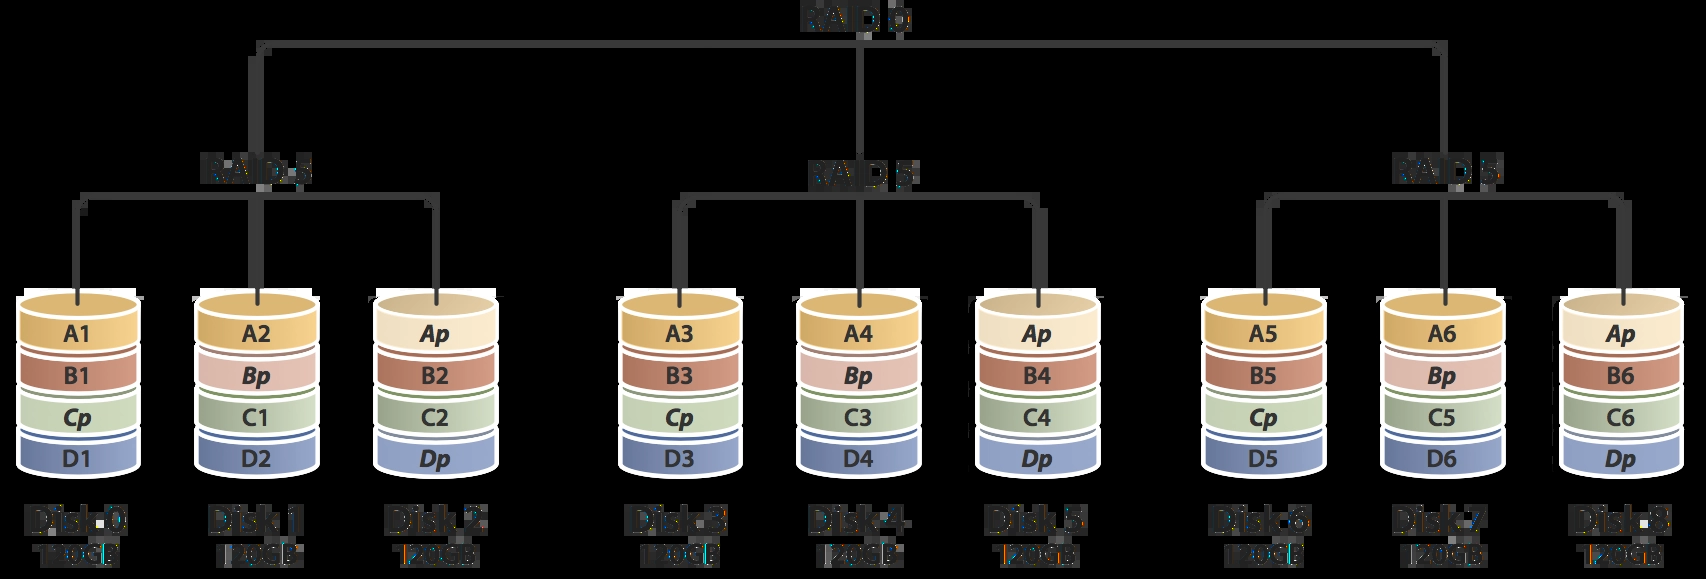 RAID 0
RAID 5 RAID 5 RAID 5
A1 A2 Ap A3 A4 Ap A5 A6 Ap
B1 Bp B2 B3 Bp B4 B5 Bp B6
Cp C1 C2 Cp C3 C4 Cp C5 C6
D1 D2 Dp D3 D4 Dp D5 D6 Dp
Disk 0 Disk 1 Disk 2 Disk 3 Disk 4 Disk 5 Disk 6 Disk 7 Disk 8
120GB 120GB 120GB 120GB 120GB 120GB 120GB 120GB 120GB